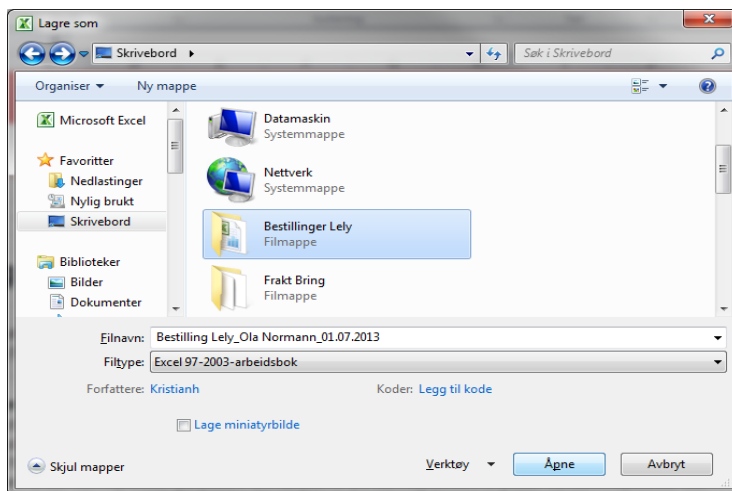 Lagre som
Skrivebord
Søk i Skrivebord
Organiser Ny mappe
Microsoft Excel
Favoritter
Nedlastinger
Nylig brukt
Skrivebord
Biblioteker
Bilder
Dokumenter
Datamaskin
Systemmappe
Nettverk
Systemmappe
Bestillinger Lely
Filmappe
Frakt Bring
Filmappe
Filnavn: Bestilling Lely_Ola Normann_01.07.2013
Filtype: Excel 97-2003-arbeidsbok
Forfattere: Kristianh Koder: Legg til kode
Lage miniatyrbilde
Skjul mapper Verktøy Åpne Avbryt